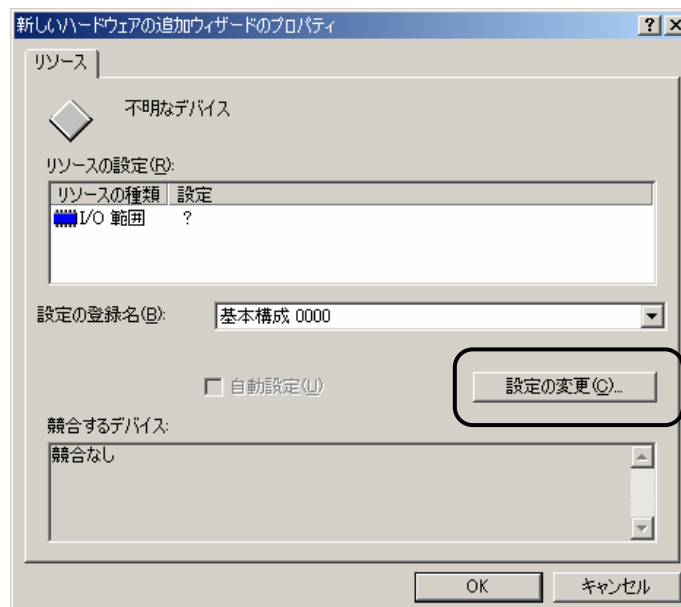 新しいハードウェアの追加ウィザードのプロパティ
リソース
不明なデバイス
リソースの設定(R):
リソースの種類 設定
I/O 範囲 ?
設定の登録名(B): 基本構成 0000
自動設定(U) 設定の変更(C)...
競合するデバイス:
競合なし
OK キャンセル